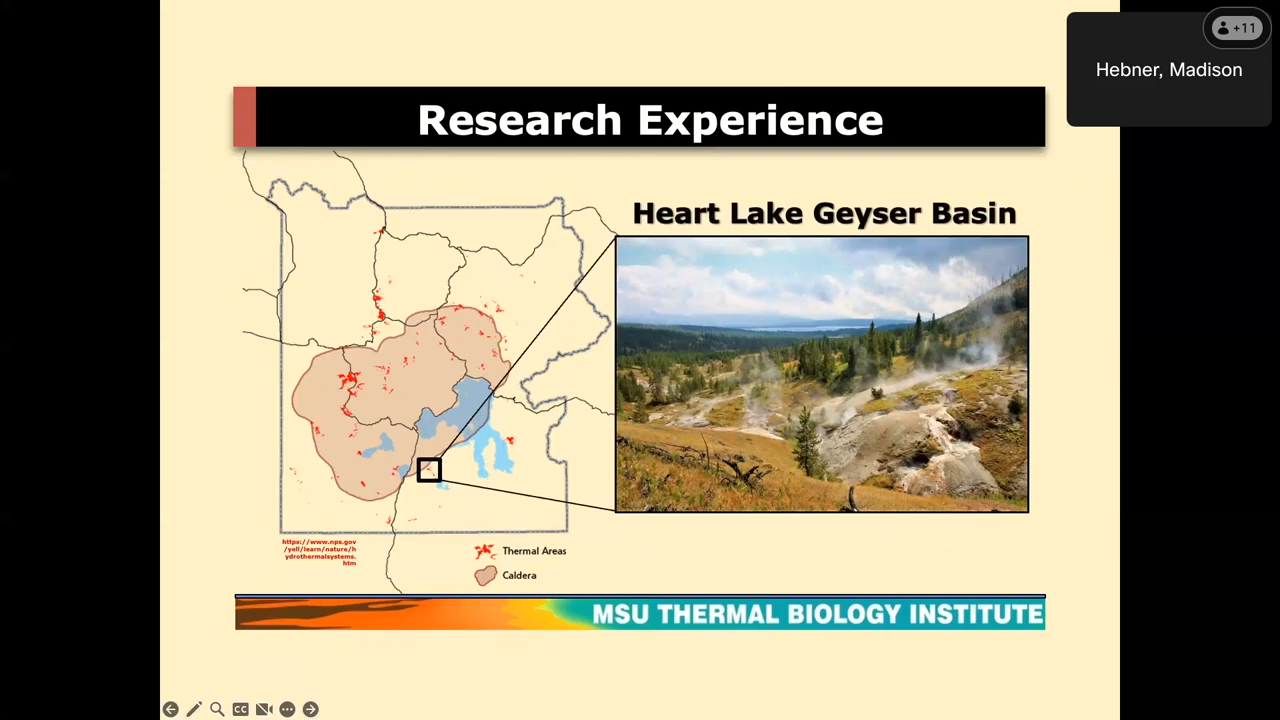 +11
Hebner, Madison
Research Experience
Heart Lake Geyser Basin
https://www.nps.gov
/yell/learn/nature/h
ydrothermalsystems.
htm
Thermal Areas
Caldera
MSU THERMAL BIOLOGY INSTITUTE
CC